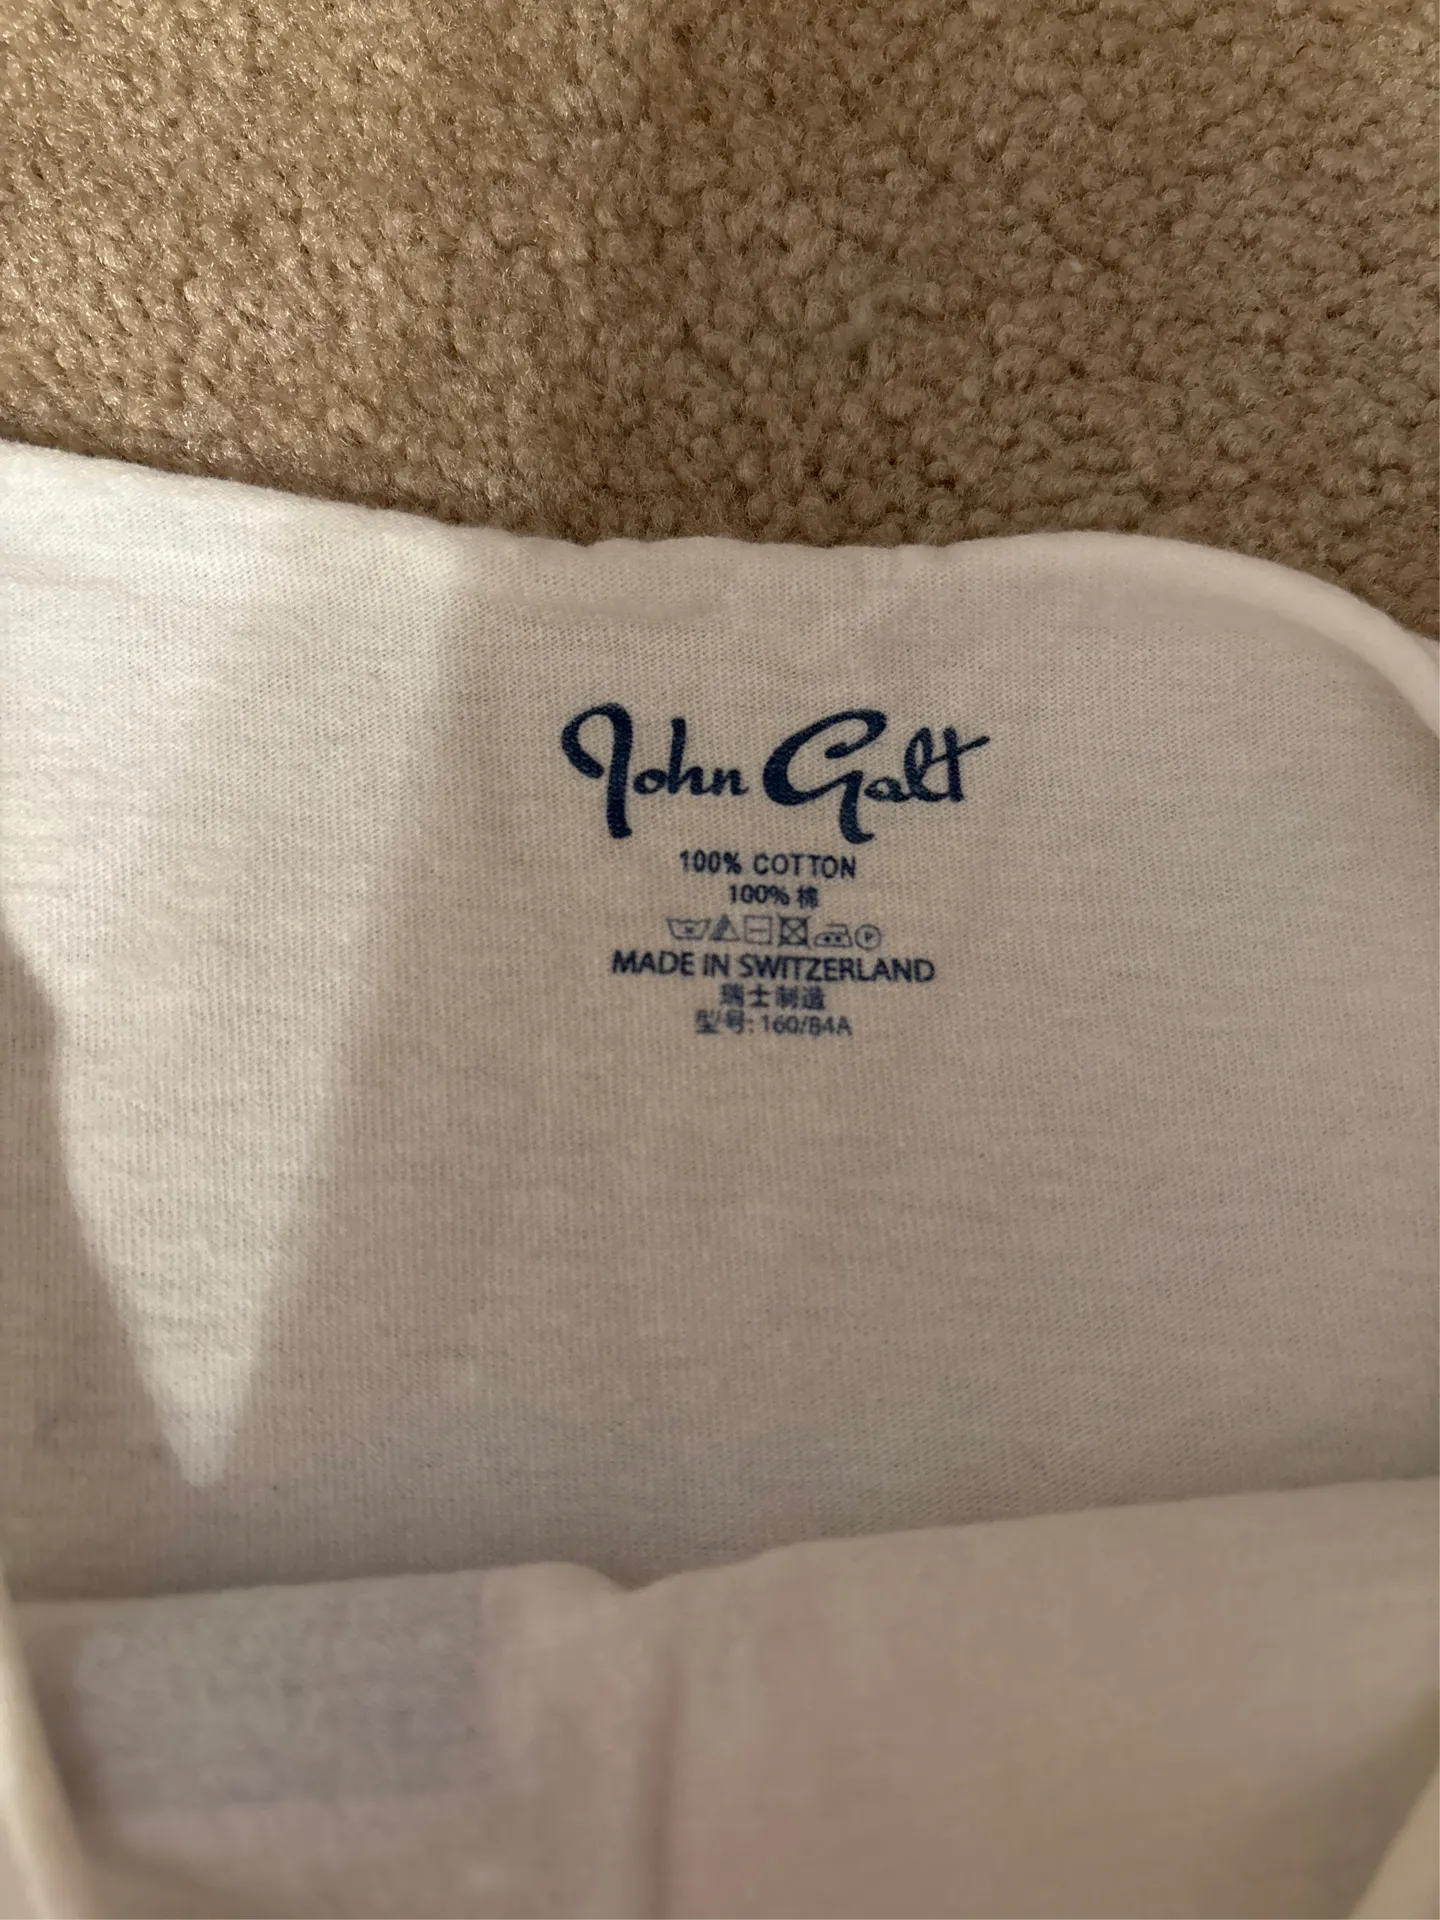 John Galt
100% COTTON
100% 棉
MADE IN SWITZERLAND
瑞士制造
型号: 160/84A